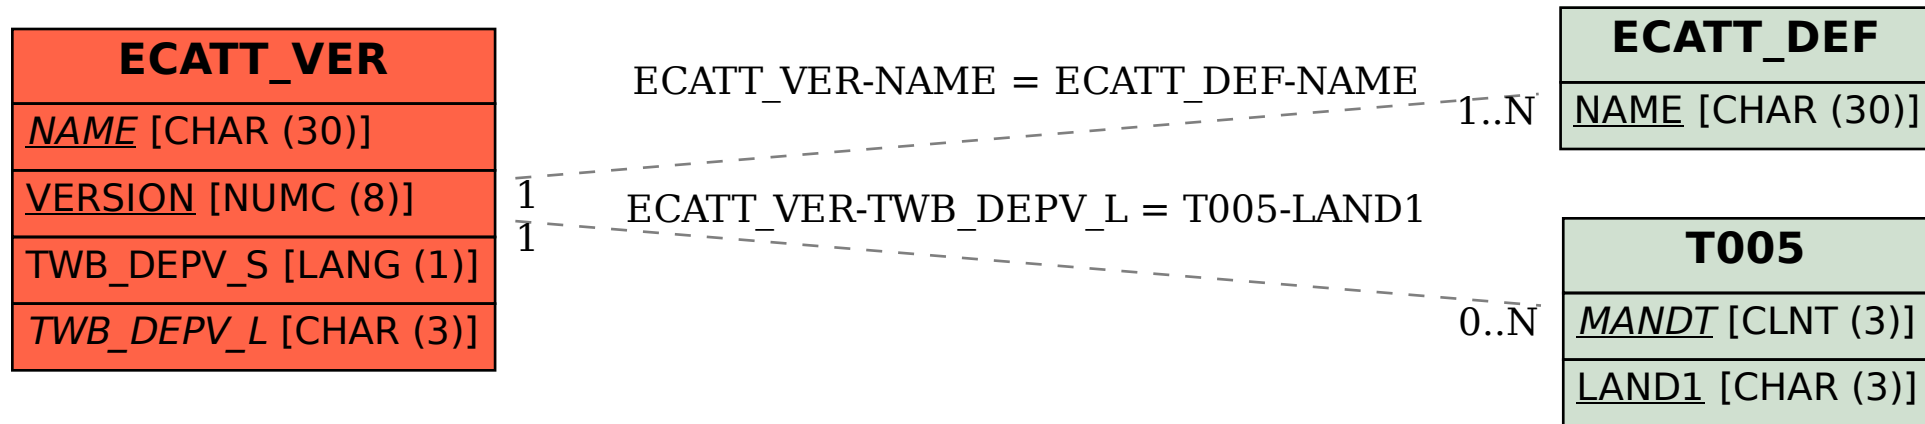 ECATT_VER
NAME [CHAR (30)]
VERSION [NUMC (8)]
TWB_DEPV_S [LANG (1)]
TWB_DEPV_L [CHAR (3)]
ECATT_VER-NAME = ECATT_DEF-NAME
1
1..N
ECATT_VER-TWB_DEPV_L = T005-LAND1
1
0..N
ECATT_DEF
NAME [CHAR (30)]
T005
MANDT [CLNT (3)]
LAND1 [CHAR (3)]